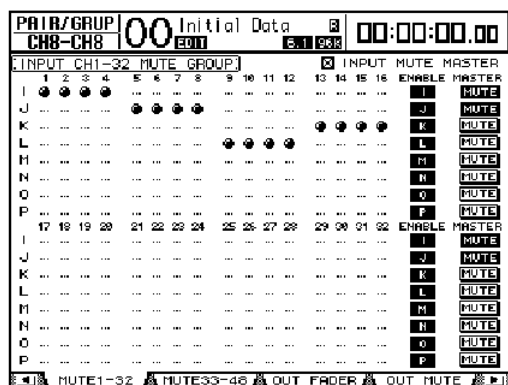 PAIR/GRUP 00 Initial Data R 00:00:00.00
CH8-CH8 EDIT 5.1 96k
INPUT CH1-32 MUTE GROUP INPUT MUTE MASTER
1 2 3 4 5 6 7 8 9 10 11 12 13 14 15 16 ENABLE MASTER
I I MUTE
J J MUTE
K K MUTE
L L MUTE
M M MUTE
N N MUTE
O O MUTE
P P MUTE
17 18 19 20 21 22 23 24 25 26 27 28 29 30 31 32 ENABLE MASTER
I I MUTE
J J MUTE
K K MUTE
L L MUTE
M M MUTE
N N MUTE
O O MUTE
P P MUTE
MUTE1-32 MUTE33-48 OUT FADER OUT MUTE